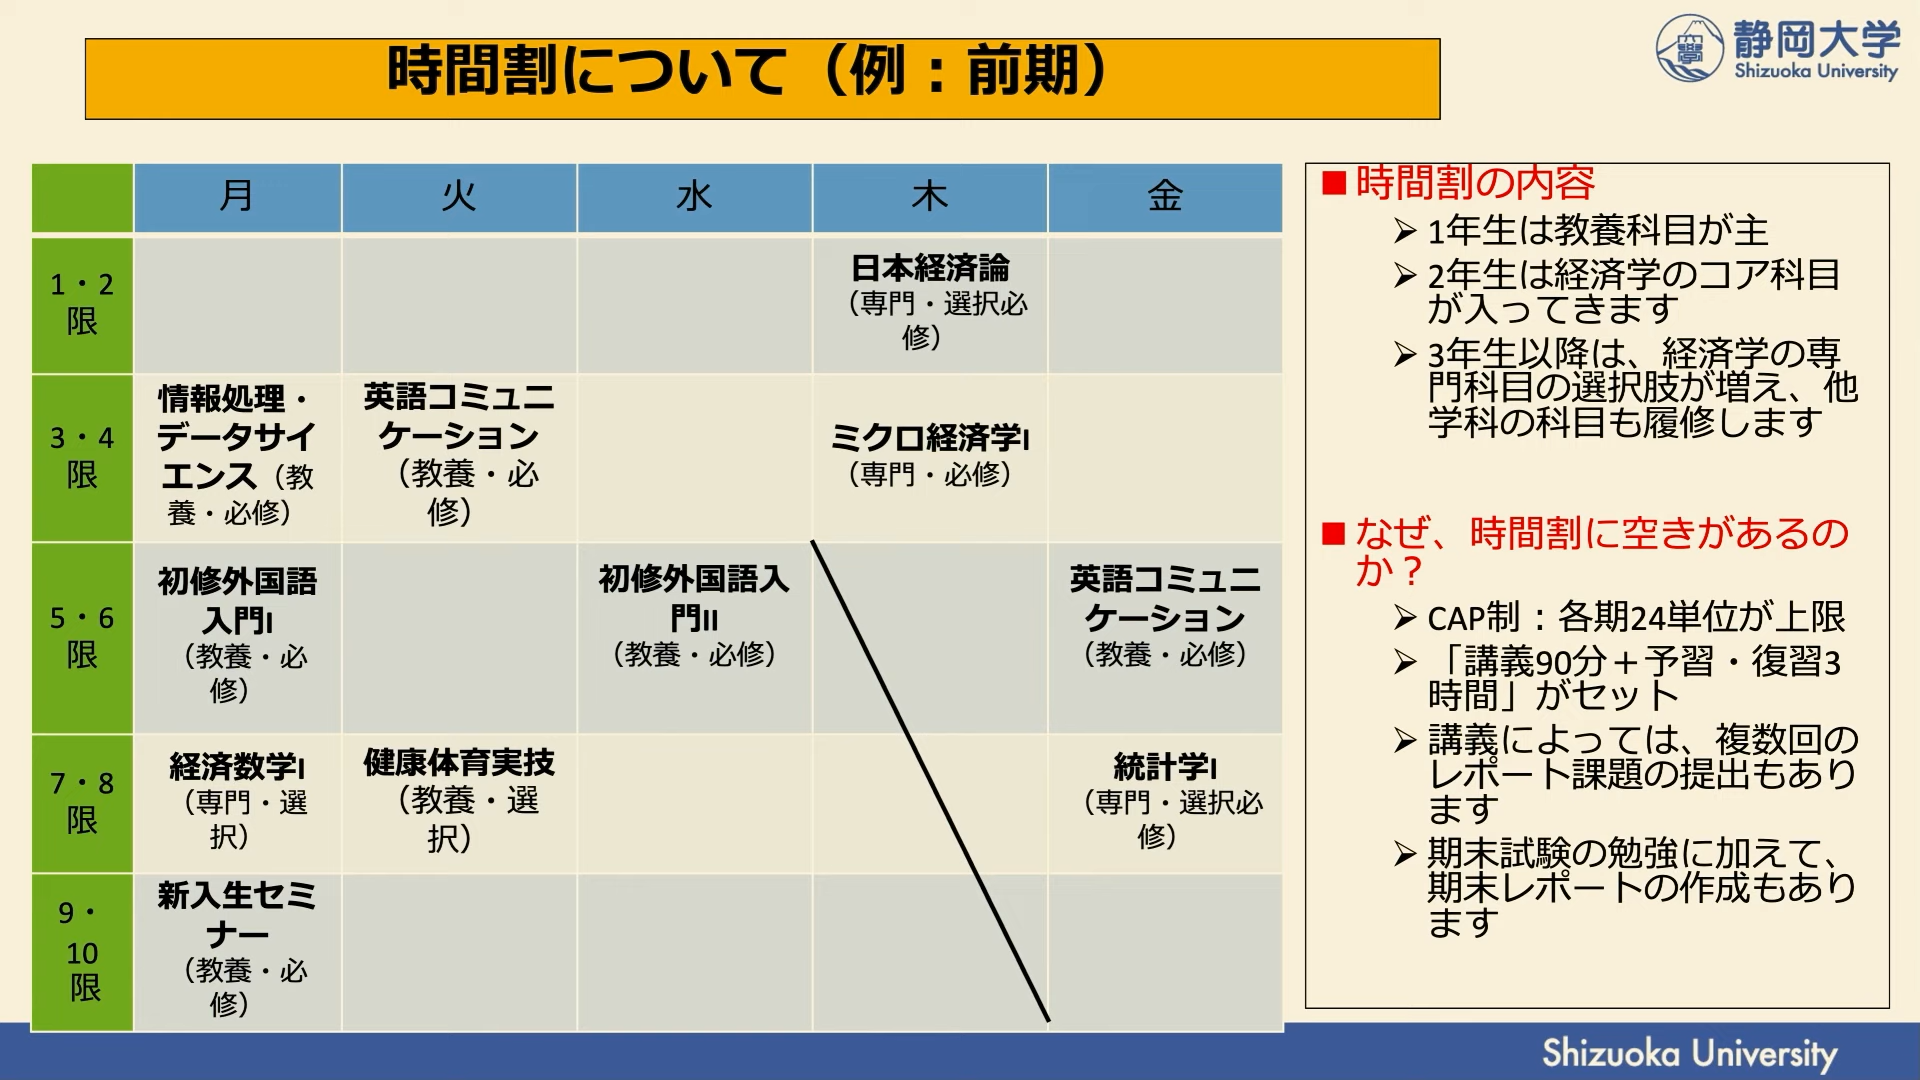 時間割について（例：前期）
静岡大学
Shizuoka University
月
火
水
木
金
1・2
限
日本経済論
（専門・選択必
修）
3・4
限
情報処理・
データサイ
エンス（教
養・必修）
英語コミュニ
ケーション
（教養・必
修）
ミクロ経済学I
（専門・必修）
5・6
限
初修外国語
入門I
（教養・必
修）
初修外国語入
門II
（教養・必修）
英語コミュニ
ケーション
（教養・必修）
7・8
限
経済数学I
（専門・選
択）
健康体育実技
（教養・選
択）
統計学I
（専門・選択必
修）
9・
10
限
新入生セミ
ナー
（教養・必
修）
■時間割の内容
➢1年生は教養科目が主
➢2年生は経済学のコア科目
が入ってきます
➢3年生以降は、経済学の専
門科目の選択肢が増え、他
学科の科目も履修します
■なぜ、時間割に空きがあるの
か？
➢CAP制：各期24単位が上限
➢「講義90分＋予習・復習3
時間」がセット
➢講義によっては、複数回の
レポート課題の提出もあり
ます
➢期末試験の勉強に加えて、
期末レポートの作成もあり
ます
Shizuoka University